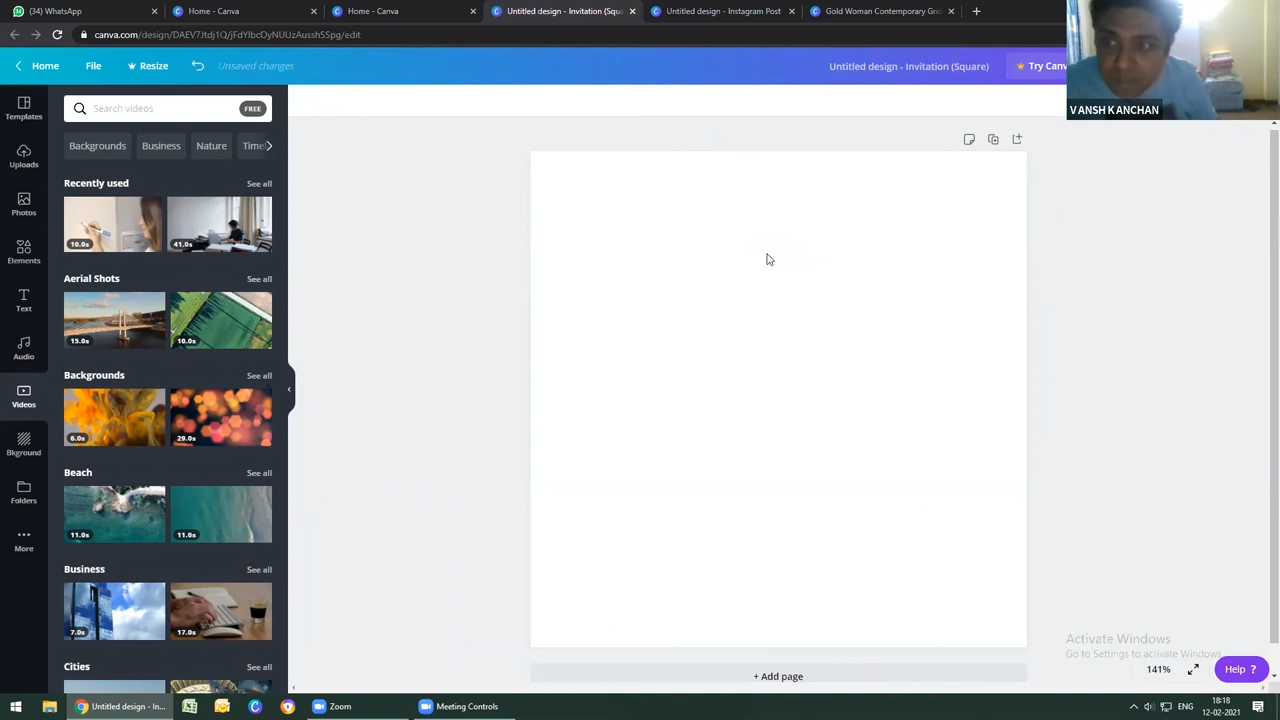 (34) WhatsApp
Home - Canva
Home - Canva
Untitled design - Invitation (Squa
Untitled design - Instagram Post
Gold Woman Contemporary Gri
canva.com/design/DAEV7Jtdj1Q/jFdYlbcOyNUUzAusshSSpg/edit
Home
File
Resize
Unsaved changes
Untitled design - Invitation (Square)
Try Can
VANSH KANCHAN
Templates
Uploads
Photos
Elements
Text
Audio
Videos
Bkground
Folders
More
Search videos
FREE
Backgrounds
Business
Nature
Recently used
See all
10.0s
41.0s
Aerial Shots
See all
15.0s
10.0s
Backgrounds
See all
6.0s
29.0s
Beach
See all
11.0s
11.0s
Business
See all
7.0s
17.0s
Cities
See all
+ Add page
Activate Windows
Go to Settings to activate Windows.
141%
Help ?
Untitled design - In...
Zoom
Meeting Controls
ENG
18:18
12-02-2021